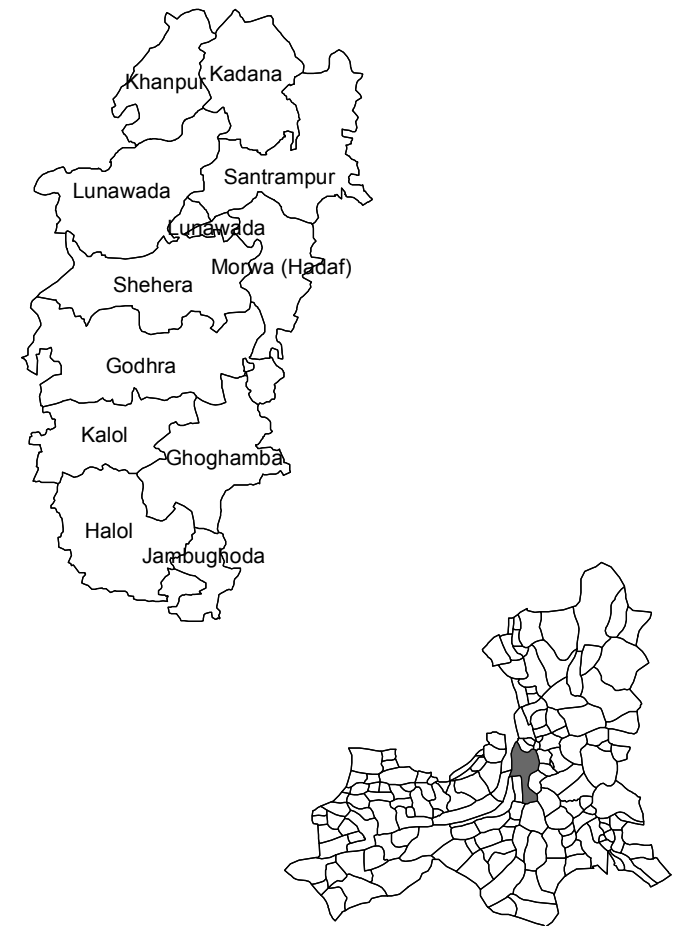 Khanpur
Kadana
Lunawada
Santrampur
Lunawada
Shehera
Morwa (Hadaf)
Godhra
Kalol
Ghoghamba
Halol
Jambughoda